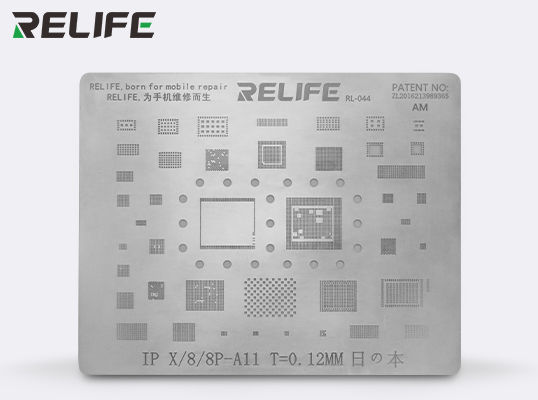 RELIFE
RELIFE, born for mobile repair
RELIFE,为手机维修而生
RELIFE RL-044
PATENT NO:
ZL2016213989365
AM
IP X/8/8P-A11 T=0.12MM 日の本